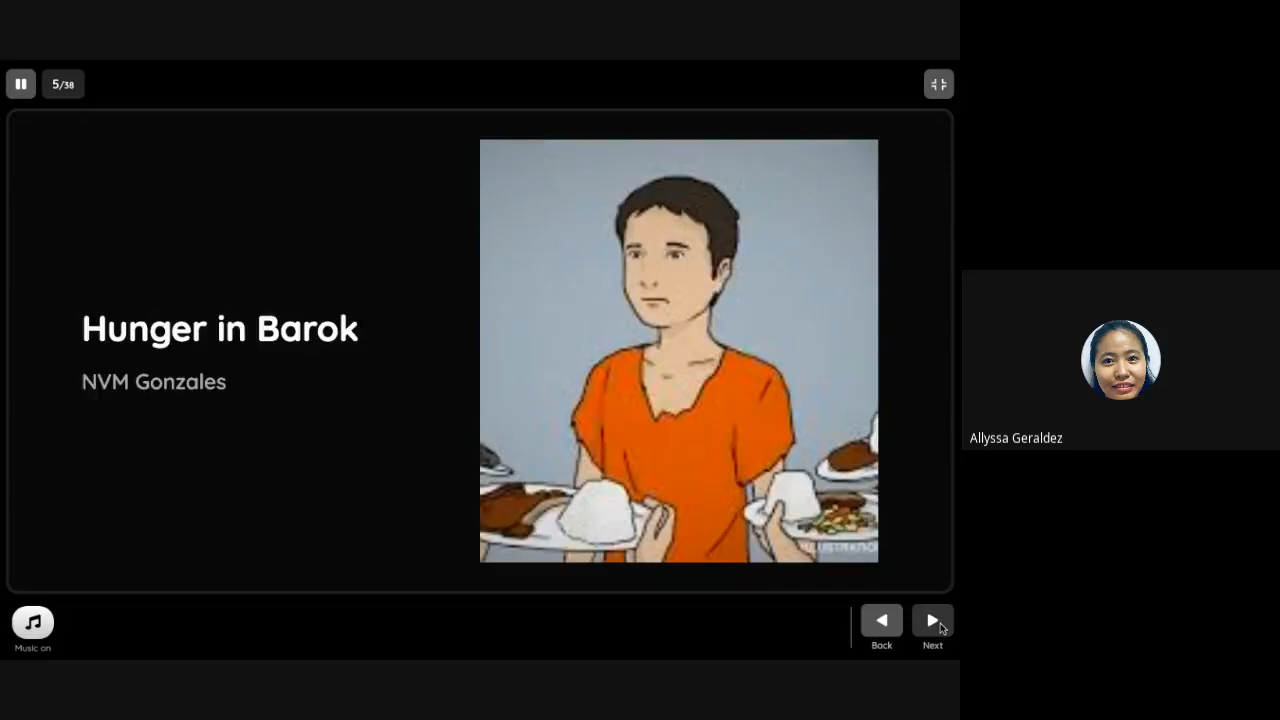 5/38
Hunger in Barok
NVM Gonzales
Music on
Back
Next
Allyssa Geraldez